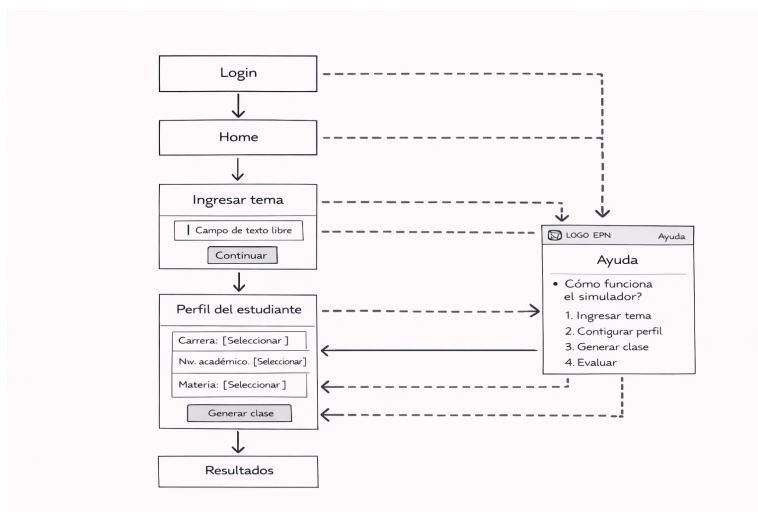 Login
Home
Ingresar tema
Campo de texto libre
Continuar
Perfil del estudiante
Carrera: [Seleccionar]
Nıv. académico. [Seleccionar]
Materia: [Seleccionar]
Generar clase
Resultados
LOGO EPN Ayuda
Ayuda
• Cómo funciona
el simulador?
1. Ingresar tema
2. Contigurar perfil
3. Generar clase
4. Evaluar